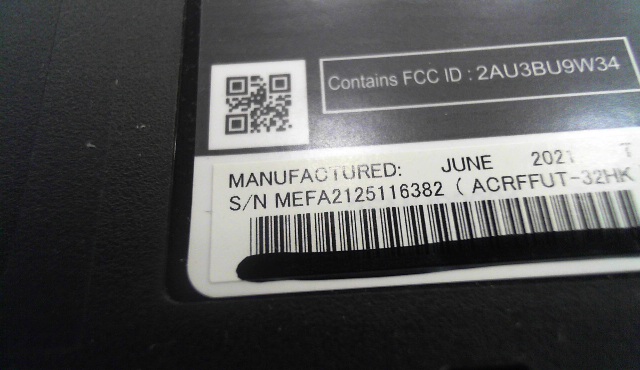 Contains FCC ID : 2AU3BU9W34
MANUFACTURED: JUNE 2021 T
S/N MEFA2125116382 ( ACRFFUT-32HK